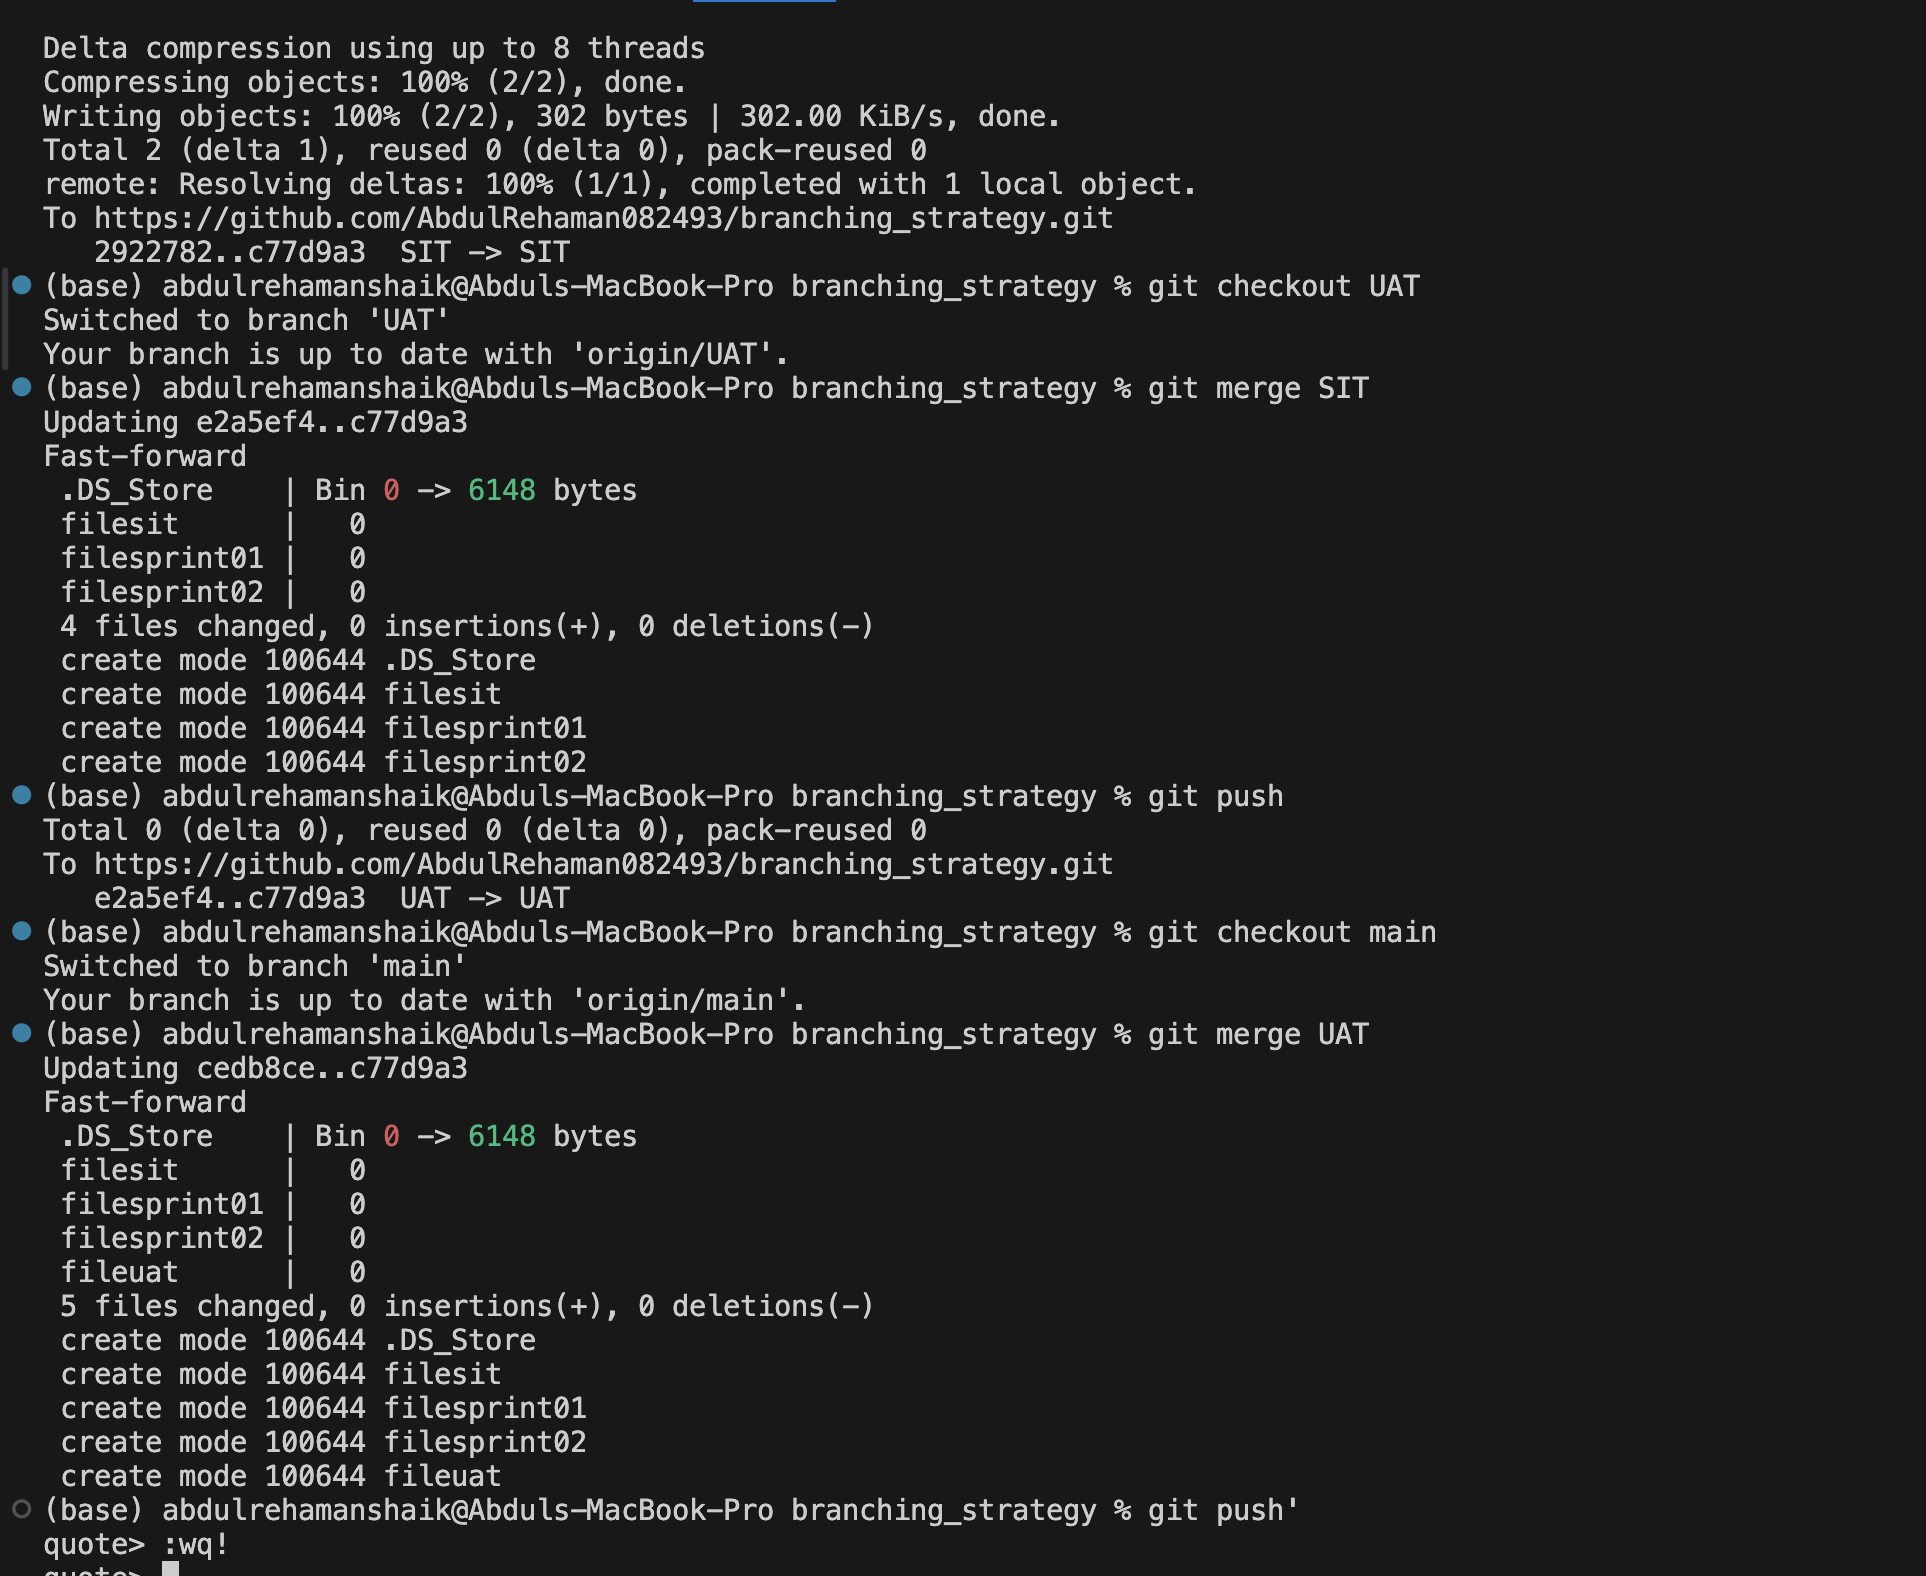 Delta compression using up to 8 threads
Compressing objects: 100% (2/2), done.
Writing objects: 100% (2/2), 302 bytes | 302.00 KiB/s, done.
Total 2 (delta 1), reused 0 (delta 0), pack-reused 0
remote: Resolving deltas: 100% (1/1), completed with 1 local object.
To https://github.com/AbdulRehaman082493/branching_strategy.git
   2922782..c77d9a3  SIT -> SIT
(base) abdulrehamanshaik@Abduls-MacBook-Pro branching_strategy % git checkout UAT
Switched to branch 'UAT'
Your branch is up to date with 'origin/UAT'.
(base) abdulrehamanshaik@Abduls-MacBook-Pro branching_strategy % git merge SIT
Updating e2a5ef4..c77d9a3
Fast-forward
 .DS_Store    | Bin 0 -> 6148 bytes
 filesit      |   0
 filesprint01 |   0
 filesprint02 |   0
 4 files changed, 0 insertions(+), 0 deletions(-)
 create mode 100644 .DS_Store
 create mode 100644 filesit
 create mode 100644 filesprint01
 create mode 100644 filesprint02
(base) abdulrehamanshaik@Abduls-MacBook-Pro branching_strategy % git push
Total 0 (delta 0), reused 0 (delta 0), pack-reused 0
To https://github.com/AbdulRehaman082493/branching_strategy.git
   e2a5ef4..c77d9a3  UAT -> UAT
(base) abdulrehamanshaik@Abduls-MacBook-Pro branching_strategy % git checkout main
Switched to branch 'main'
Your branch is up to date with 'origin/main'.
(base) abdulrehamanshaik@Abduls-MacBook-Pro branching_strategy % git merge UAT
Updating cedb8ce..c77d9a3
Fast-forward
 .DS_Store    | Bin 0 -> 6148 bytes
 filesit      |   0
 filesprint01 |   0
 filesprint02 |   0
 fileuat      |   0
 5 files changed, 0 insertions(+), 0 deletions(-)
 create mode 100644 .DS_Store
 create mode 100644 filesit
 create mode 100644 filesprint01
 create mode 100644 filesprint02
 create mode 100644 fileuat
(base) abdulrehamanshaik@Abduls-MacBook-Pro branching_strategy % git push'
quote> :wq!
quote>